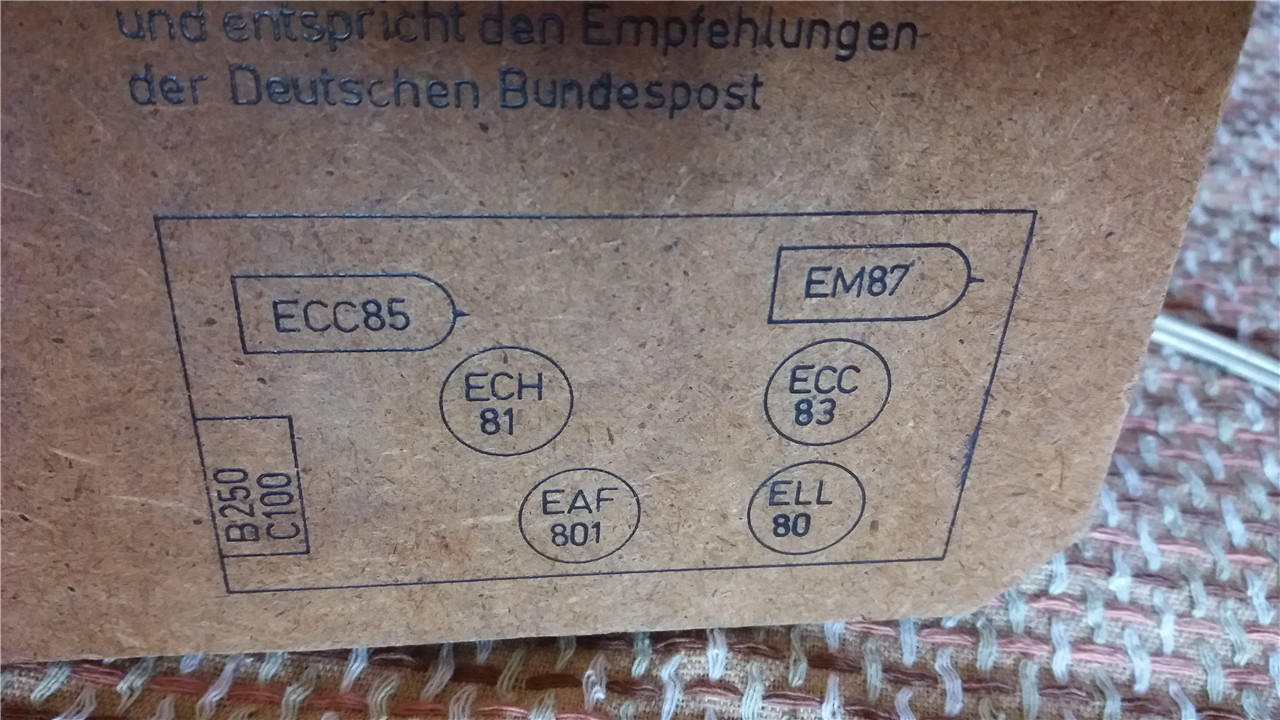 und entspricht den Empfehlungen
der Deutschen Bundespost
ECC85
EM87
ECH
81
ECC
83
B250
C100
EAF
801
ELL
80